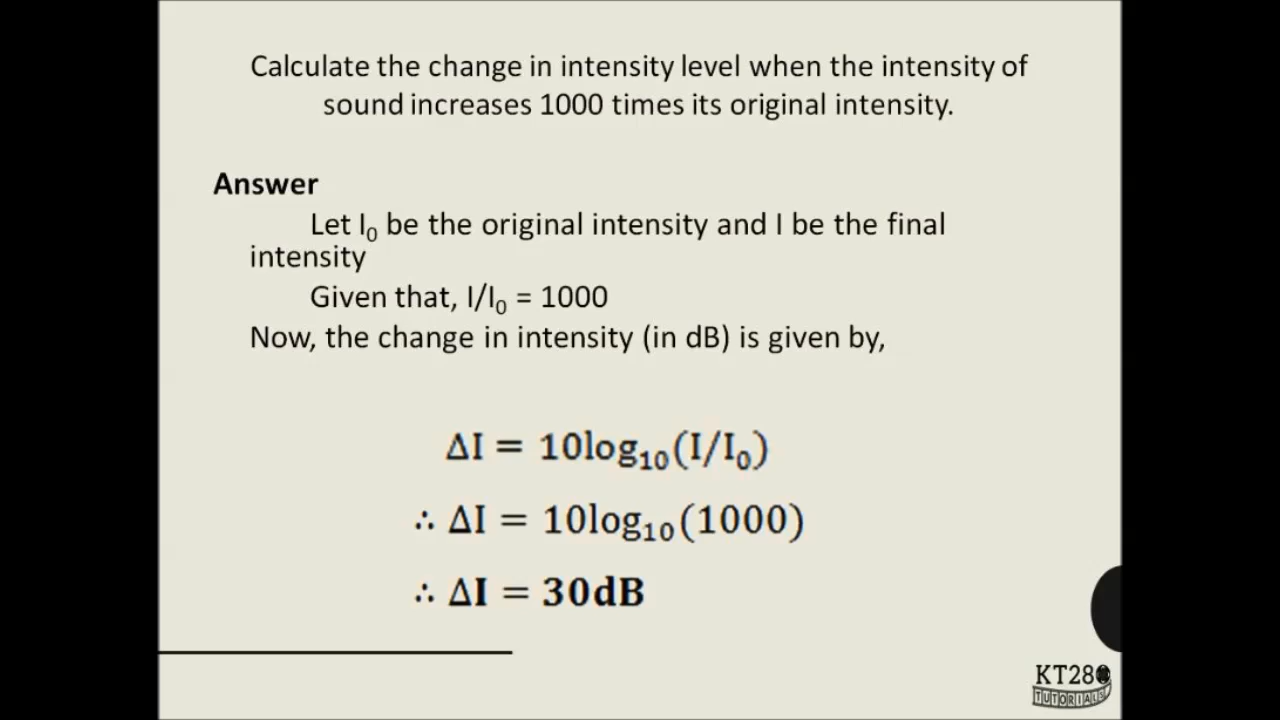 Calculate the change in intensity level when the intensity of
sound increases 1000 times its original intensity.
Answer
Let I₀ be the original intensity and I be the final
intensity
Given that, I/I₀ = 1000
Now, the change in intensity (in dB) is given by,
ΔI = 10log₁₀(I/I₀)
∴ ΔI = 10log₁₀(1000)
∴ ΔI = 30dB
KT280
TUTORIALS